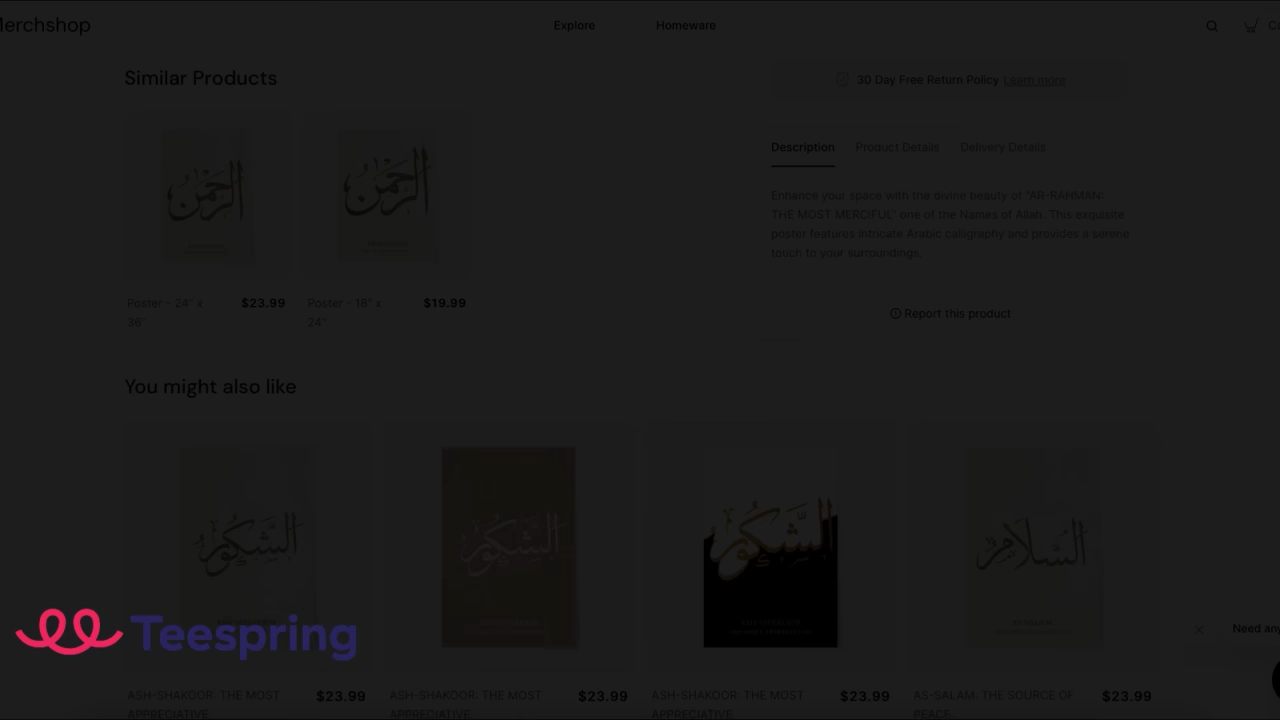 Merchshop
Explore
Homeware
Similar Products
30 Day Free Return Policy Learn more
الرحمن
الرحمن
Description
Product Details
Delivery Details
Enhance your space with the divine beauty of 'AR-RAHMAN:
THE MOST MERCIFUL' one of the Names of Allah. This exquisite
poster features intricate Arabic calligraphy and provides a serene
touch to your surroundings.
Poster - 24" x
36"
$23.99
Poster - 18" x
24"
$19.99
Report this product
You might also like
الشكور
الشكور
الشكور
السلام
Teespring
Need any
ASH-SHAKOOR: THE MOST
APPRECIATIVE
$23.99
ASH-SHAKOOR: THE MOST
APPRECIATIVE
$23.99
ASH-SHAKOOR: THE MOST
APPRECIATIVE
$23.99
AS-SALAM: THE SOURCE OF
PEACE
$23.99